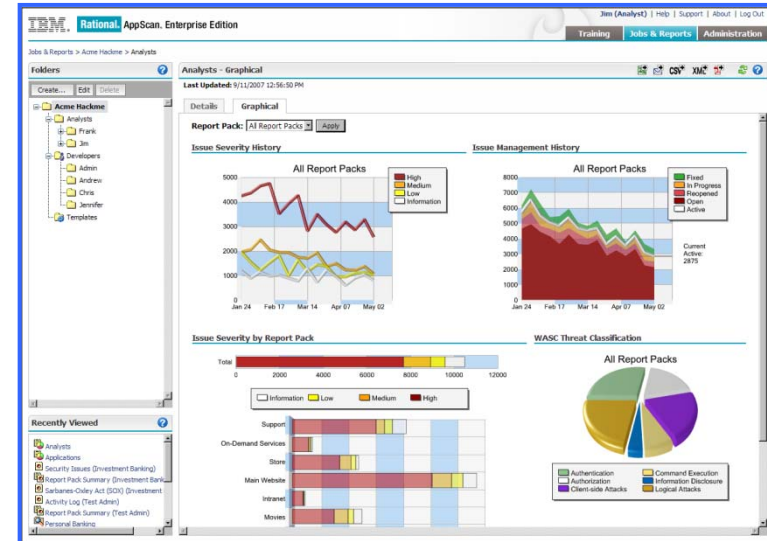 Jim (Analyst) | Help | Support | About | Log Out
IBM. Rational. AppScan. Enterprise Edition
Training Jobs & Reports Administration
Jobs & Reports > Acme Hackme > Analysts
Folders
Create... Edit Delete
Acme Hackme
Analysts
Frank
Jim
Developers
Admin
Andrew
Chris
Jennifer
Templates
Recently Viewed
Analysts
Applications
Security Issues (Investment Banking)
Report Pack Summary (Investment Bank
Sarbanes-Oxley Act (SOX) (Investment
Activity Log (Test Admin)
Report Pack Summary (Test Admin)
Personal Banking
Analysts - Graphical
CSV XML
Last Updated: 9/11/2007 12:56:50 PM
Details Graphical
Report Pack: All Report Packs Apply
Issue Severity History
All Report Packs
5000
4000
3000
2000
1000
0
Jan 24 Feb 17 Mar 14 Apr 07 May 02
High
Medium
Low
Information
Issue Management History
All Report Packs
8000
7000
6000
5000
4000
3000
2000
1000
0
Jan 24 Feb 17 Mar 14 Apr 07 May 02
Fixed
In Progress
Reopened
Open
Active
Current
Active:
2875
Issue Severity by Report Pack
Total
0 2000 4000 6000 8000 10000 12000
Information Low Medium High
Support
On-Demand Services
Store
Main Website
Intranet
Movies
WASC Threat Classification
All Report Packs
Authentication Command Execution
Authorization Information Disclosure
Client-side Attacks Logical Attacks